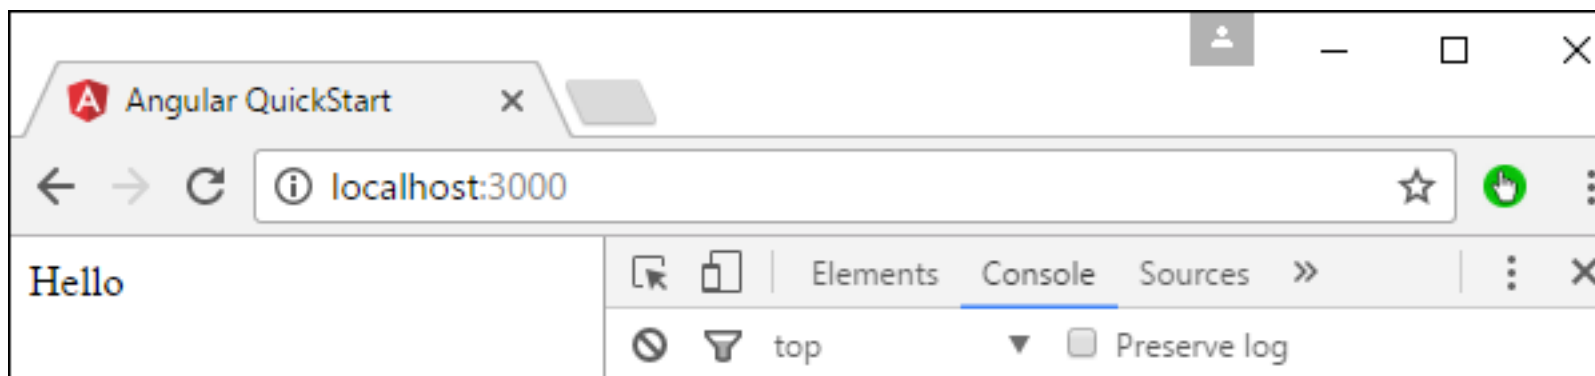 Angular QuickStart
localhost:3000
Hello
Elements Console Sources
top Preserve log